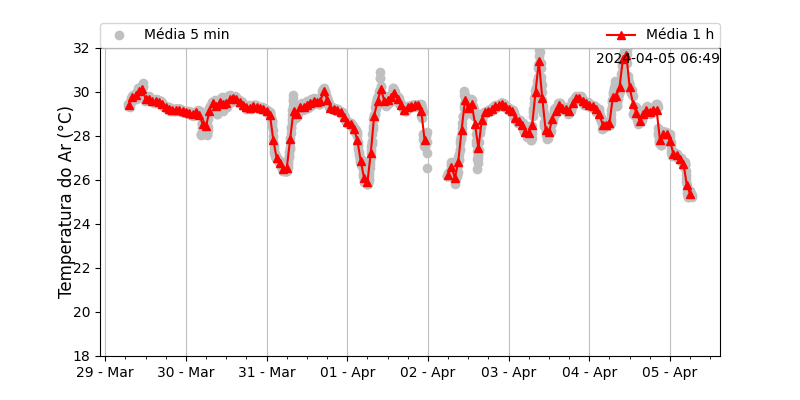 Média 5 min
Média 1 h
2024-04-05 06:49
Temperatura do Ar (°C)
32
30
28
26
24
22
20
18
29 - Mar
30 - Mar
31 - Mar
01 - Apr
02 - Apr
03 - Apr
04 - Apr
05 - Apr